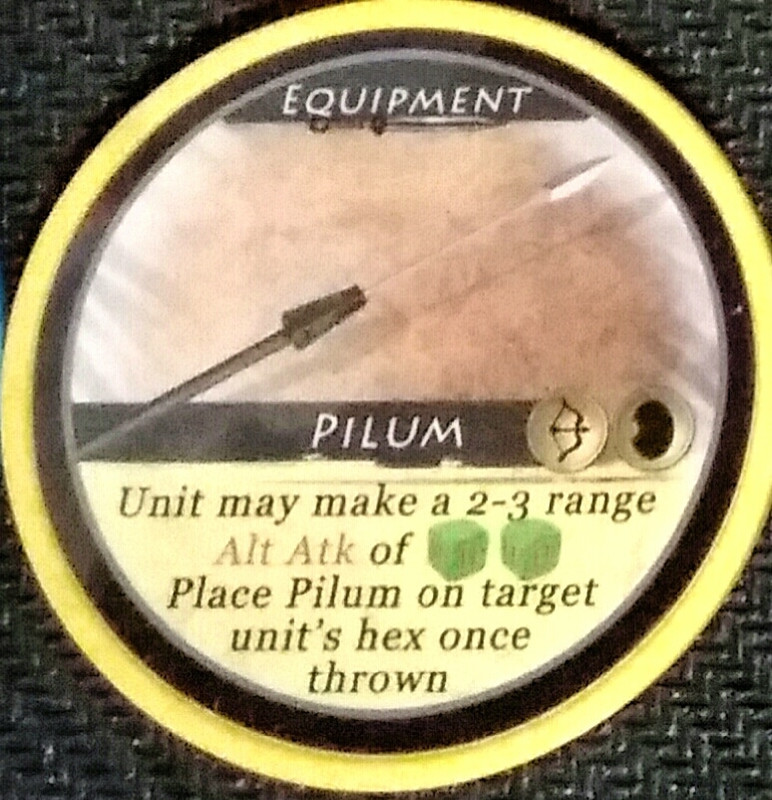 EQUIPMENT
PILUM
Unit may make a 2-3 range
Alt Atk of
Place Pilum on target
unit's hex once
thrown